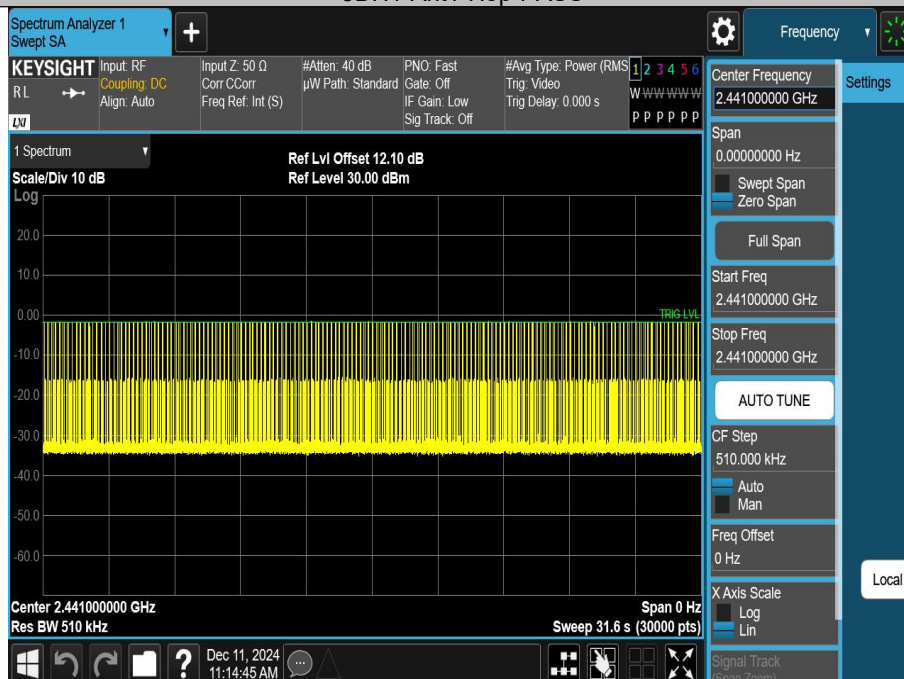 Spectrum Analyzer 1
Swept SA
Frequency
KEYSIGHT
R L
LXI
Input: RF
Coupling: DC
Align: Auto
Input Z: 50 Ω
Corr CCorr
Freq Ref: Int (S)
#Atten: 40 dB
µW Path: Standard
PNO: Fast
Gate: Off
IF Gain: Low
Sig Track: Off
#Avg Type: Power (RMS
Trig: Video
Trig Delay: 0.000 s
1 2 3 4 5 6
W W W W W W
P P P P P P
1 Spectrum
Scale/Div 10 dB
Ref Lvl Offset 12.10 dB
Ref Level 30.00 dBm
Log
20.0
10.0
0.00
TRIG LVL
-10.0
-20.0
-30.0
-40.0
-50.0
-60.0
Center 2.441000000 GHz
Span 0 Hz
Res BW 510 kHz
Sweep 31.6 s (30000 pts)
Dec 11, 2024
11:14:45 AM
Center Frequency
2.441000000 GHz
Settings
Span
0.00000000 Hz
Swept Span
Zero Span
Full Span
Start Freq
2.441000000 GHz
Stop Freq
2.441000000 GHz
AUTO TUNE
CF Step
510.000 kHz
Auto
Man
Freq Offset
0 Hz
Local
X Axis Scale
Log
Lin
Signal Track
(Span Zoom)